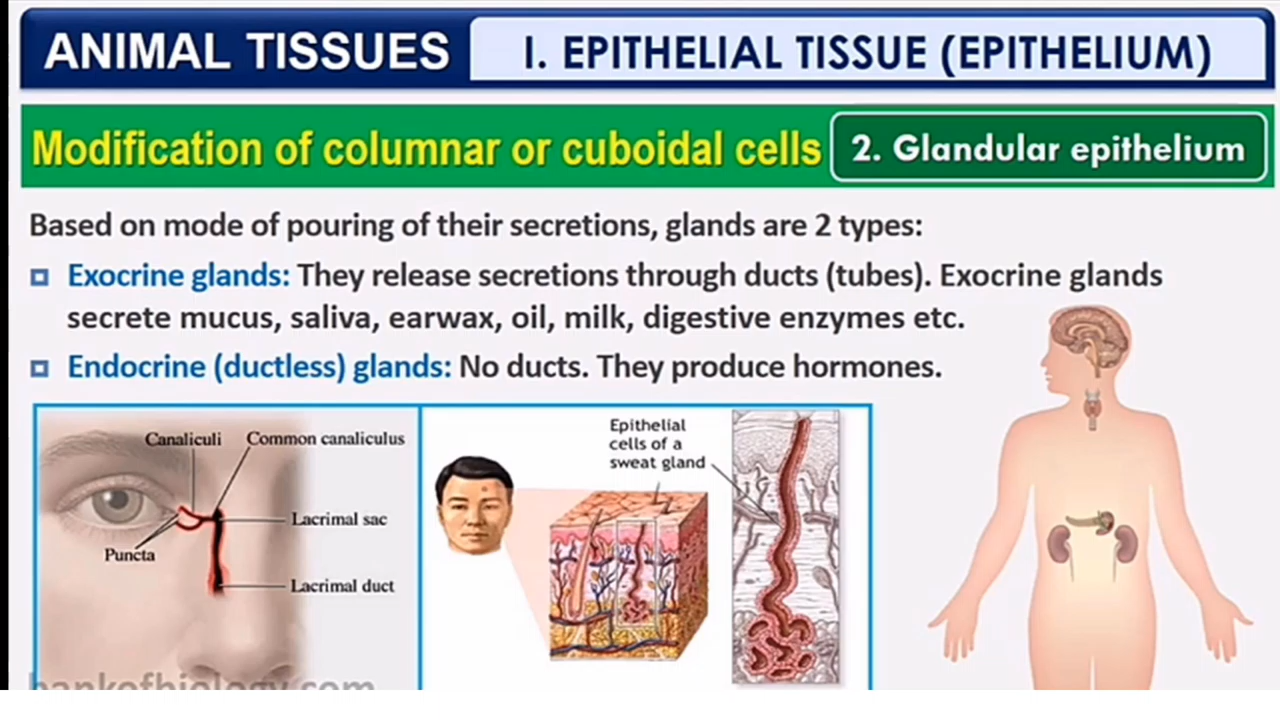 ANIMAL TISSUES
I. EPITHELIAL TISSUE (EPITHELIUM)
Modification of columnar or cuboidal cells
2. Glandular epithelium
Based on mode of pouring of their secretions, glands are 2 types:
Exocrine glands: They release secretions through ducts (tubes). Exocrine glands
secrete mucus, saliva, earwax, oil, milk, digestive enzymes etc.
Endocrine (ductless) glands: No ducts. They produce hormones.
Canaliculi
Common canaliculus
Lacrimal sac
Puncta
Lacrimal duct
Epithelial
cells of a
sweat gland
bankofbiology.com